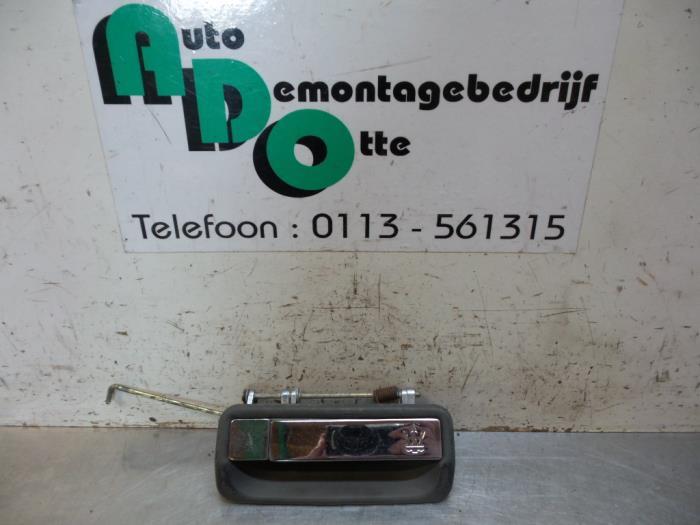 Auto
Demontagebedrijf
Otte
Telefoon : 0113 - 561315